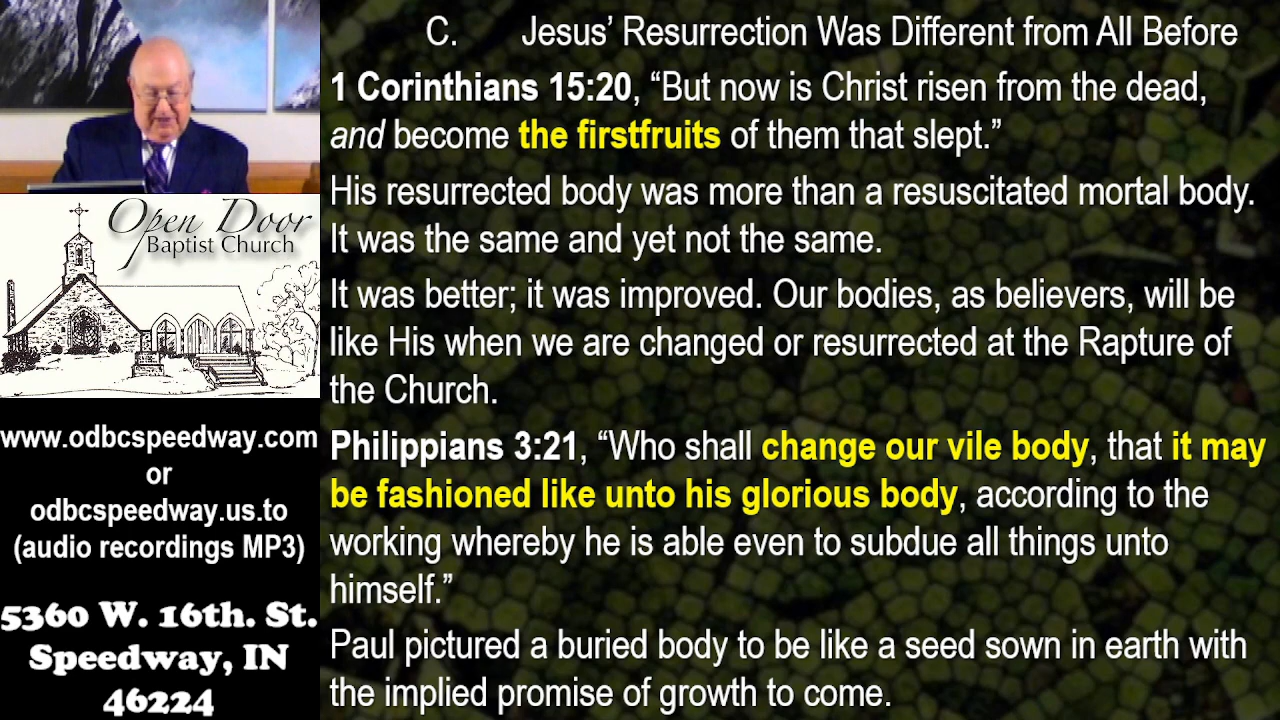 Open Door
Baptist Church
www.odbcspeedway.com
or
odbcspeedway.us.to
(audio recordings MP3)
5360 W. 16th. St.
Speedway, IN
46224
C. Jesus’ Resurrection Was Different from All Before
1 Corinthians 15:20, “But now is Christ risen from the dead,
and become the firstfruits of them that slept.”
His resurrected body was more than a resuscitated mortal body.
It was the same and yet not the same.
It was better; it was improved. Our bodies, as believers, will be
like His when we are changed or resurrected at the Rapture of
the Church.
Philippians 3:21, “Who shall change our vile body, that it may
be fashioned like unto his glorious body, according to the
working whereby he is able even to subdue all things unto
himself.”
Paul pictured a buried body to be like a seed sown in earth with
the implied promise of growth to come.